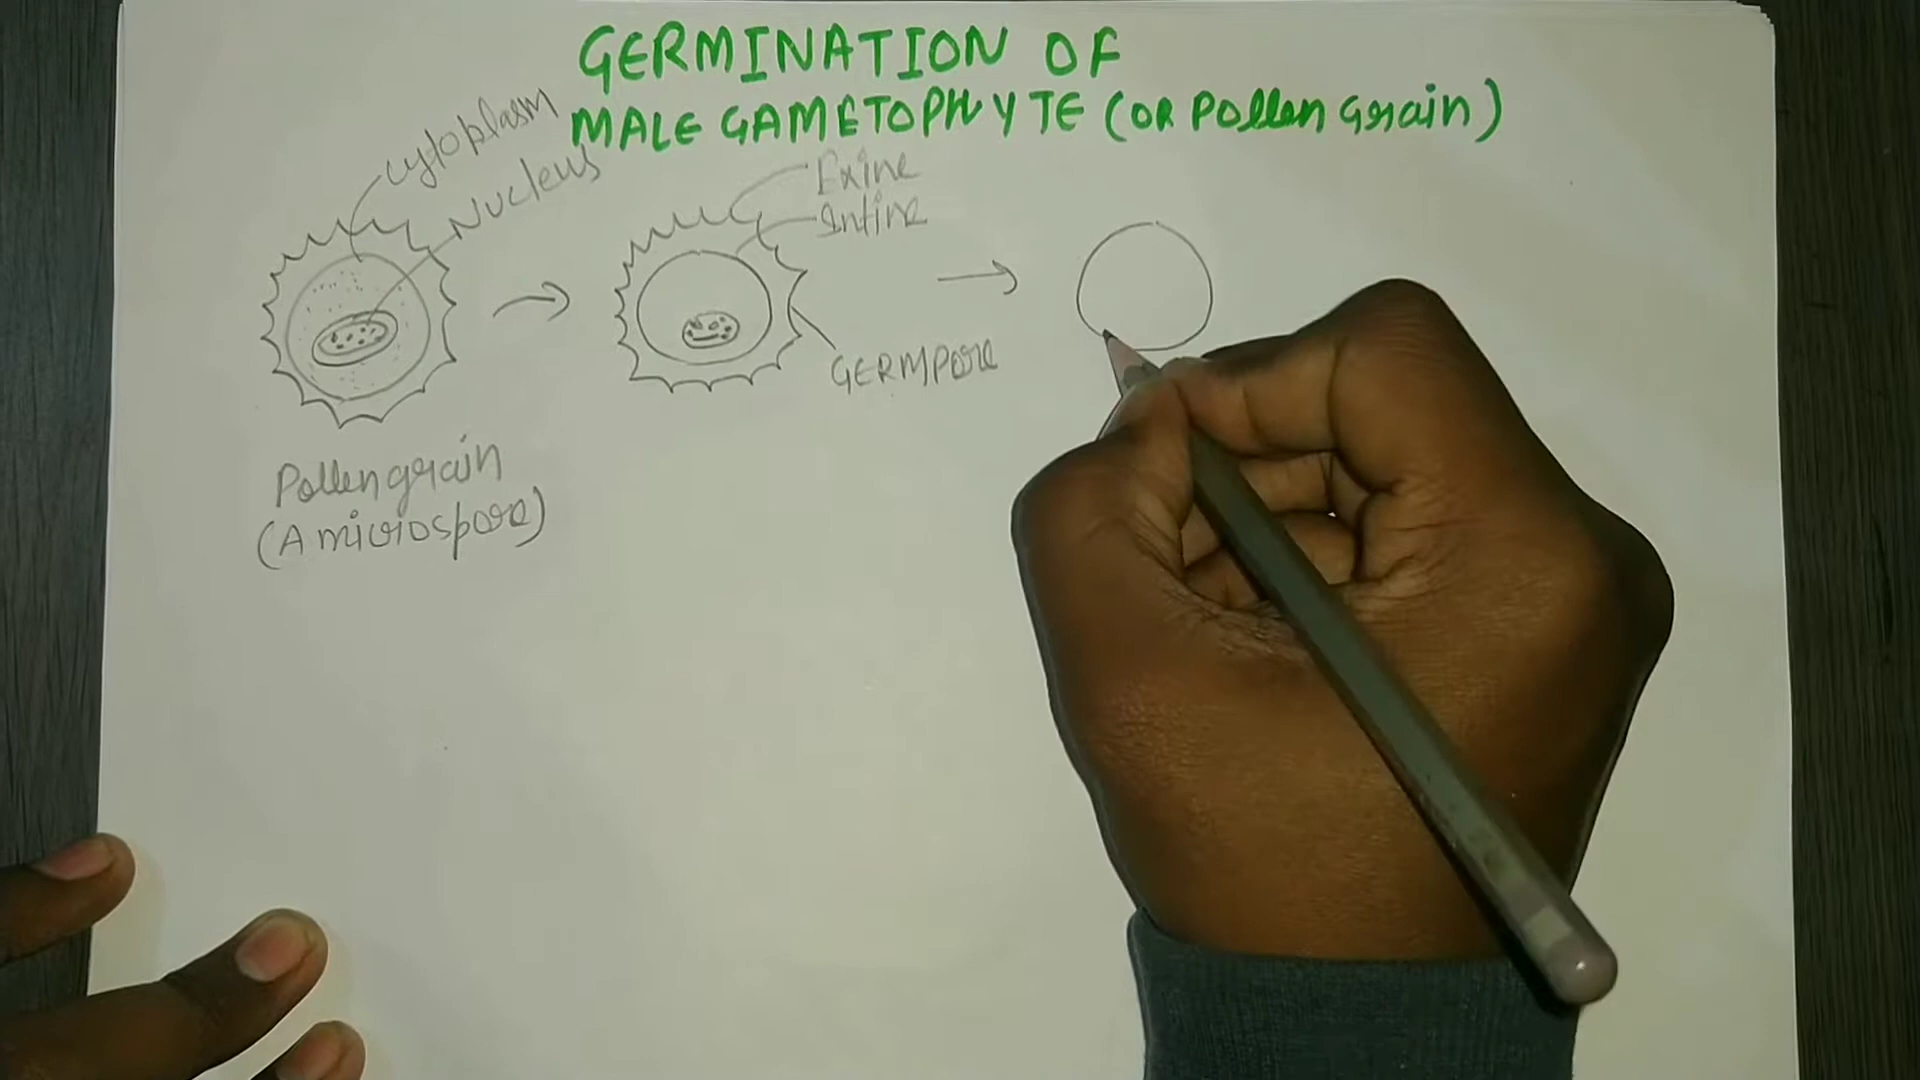 GERMINATION OF
MALE GAMETOPHYTE (OR Pollen Grain)
Cytoplasm
Nucleus
Exine
Intine
GERMPORE
Pollen grain
(A microspore)